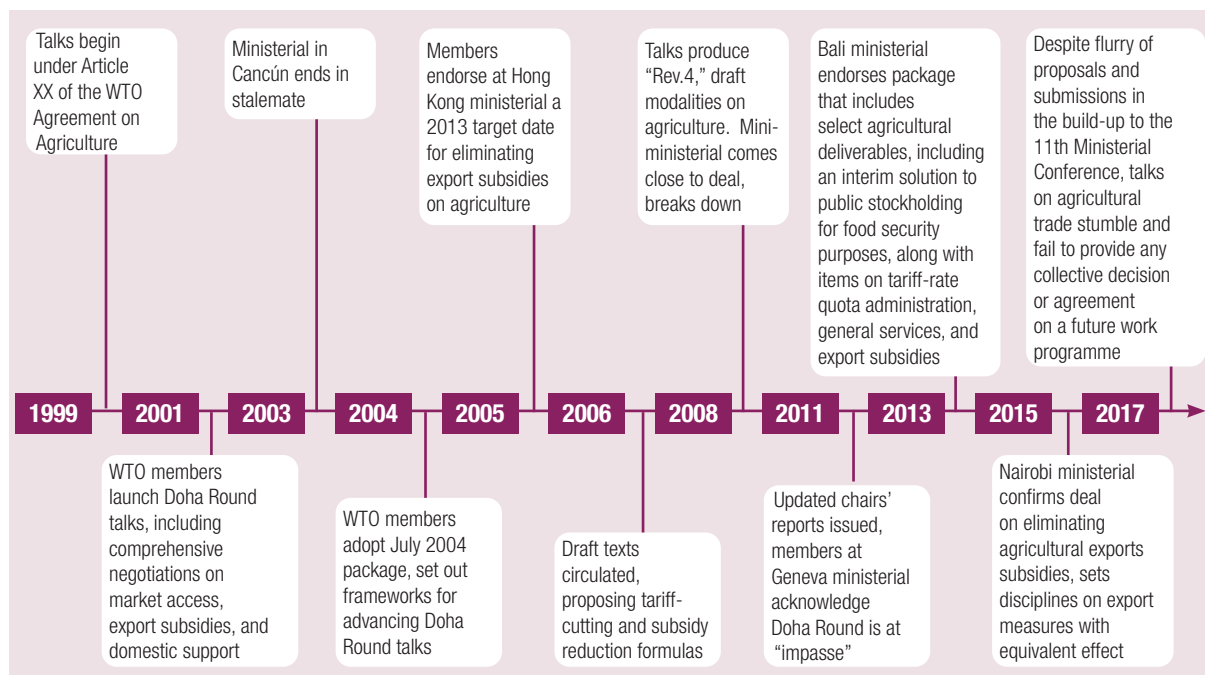 Talks begin
under Article
XX of the WTO
Agreement on
Agriculture
Ministerial in
Cancún ends in
stalemate
Members
endorse at Hong
Kong ministerial a
2013 target date
for eliminating
export subsidies
on agriculture
Talks produce
“Rev.4,” draft
modalities on
agriculture. Mini-
ministerial comes
close to deal,
breaks down
Bali ministerial
endorses package
that includes
select agricultural
deliverables, including
an interim solution to
public stockholding
for food security
purposes, along with
items on tariff-rate
quota administration,
general services, and
export subsidies
Despite flurry of
proposals and
submissions in
the build-up to the
11th Ministerial
Conference, talks
on agricultural
trade stumble and
fail to provide any
collective decision
or agreement
on a future work
programme
1999 2001 2003 2004 2005 2006 2008 2011 2013 2015 2017
WTO members
launch Doha Round
talks, including
comprehensive
negotiations on
market access,
export subsidies, and
domestic support
WTO members
adopt July 2004
package, set out
frameworks for
advancing Doha
Round talks
Draft texts
circulated,
proposing tariff-
cutting and subsidy
reduction formulas
Updated chairs’
reports issued,
members at
Geneva ministerial
acknowledge
Doha Round is at
“impasse”
Nairobi ministerial
confirms deal
on eliminating
agricultural exports
subsidies, sets
disciplines on export
measures with
equivalent effect